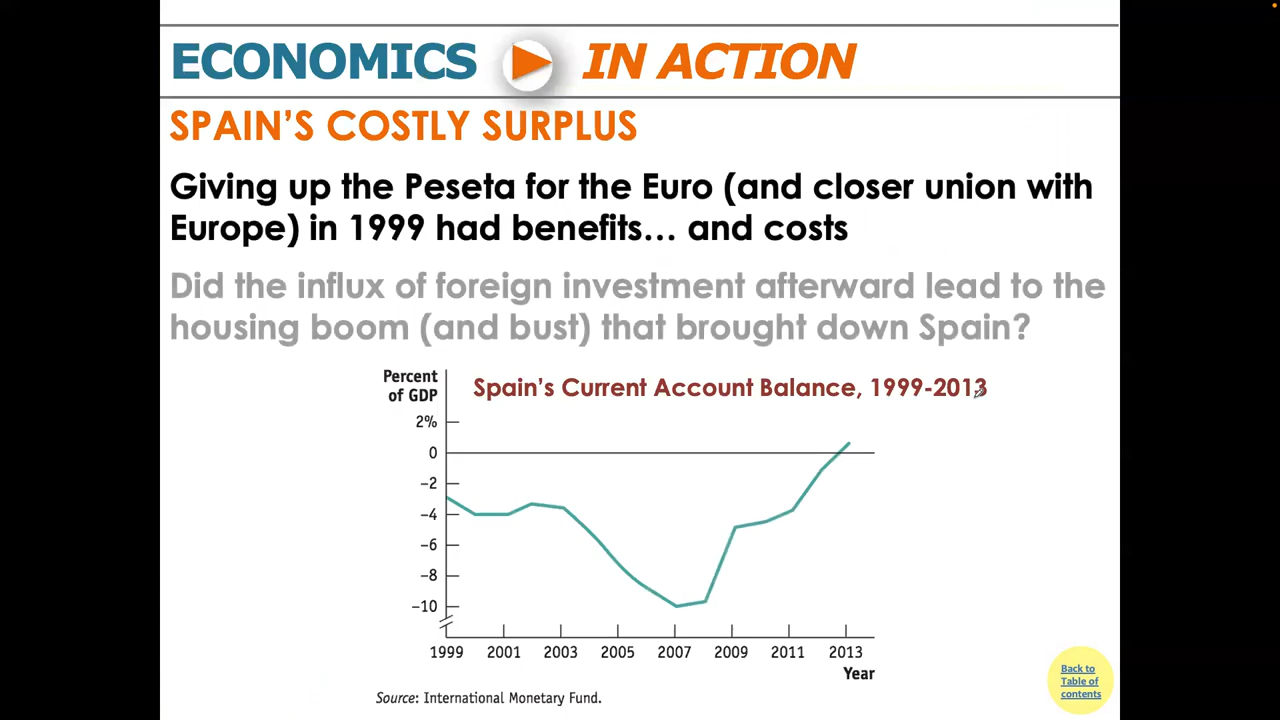 ECONOMICS IN ACTION
SPAIN'S COSTLY SURPLUS
Giving up the Peseta for the Euro (and closer union with
Europe) in 1999 had benefits... and costs
Did the influx of foreign investment afterward lead to the
housing boom (and bust) that brought down Spain?
Percent
of GDP
Spain's Current Account Balance, 1999-2013
2%
0
–2
–4
–6
–8
–10
1999 2001 2003 2005 2007 2009 2011 2013
Year
Source: International Monetary Fund.
Back to
Table of
contents